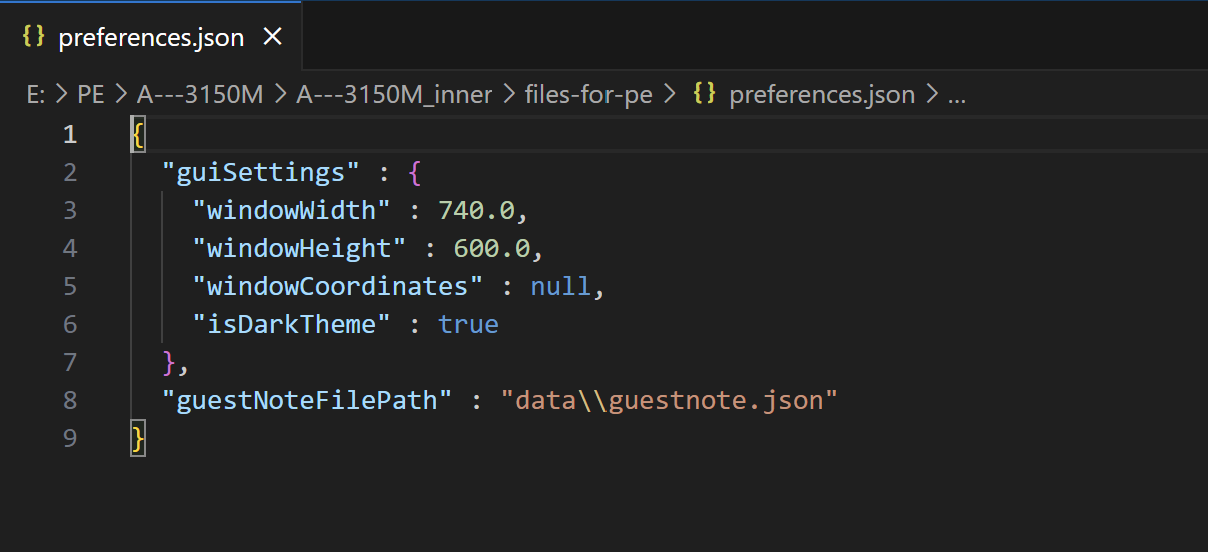 {} preferences.json ×
E: > PE > A---3150M > A---3150M_inner > files-for-pe > {} preferences.json > ...
1 {
2 "guiSettings" : {
3 "windowWidth" : 740.0,
4 "windowHeight" : 600.0,
5 "windowCoordinates" : null,
6 "isDarkTheme" : true
7 },
8 "guestNoteFilePath" : "data\\guestnote.json"
9 }